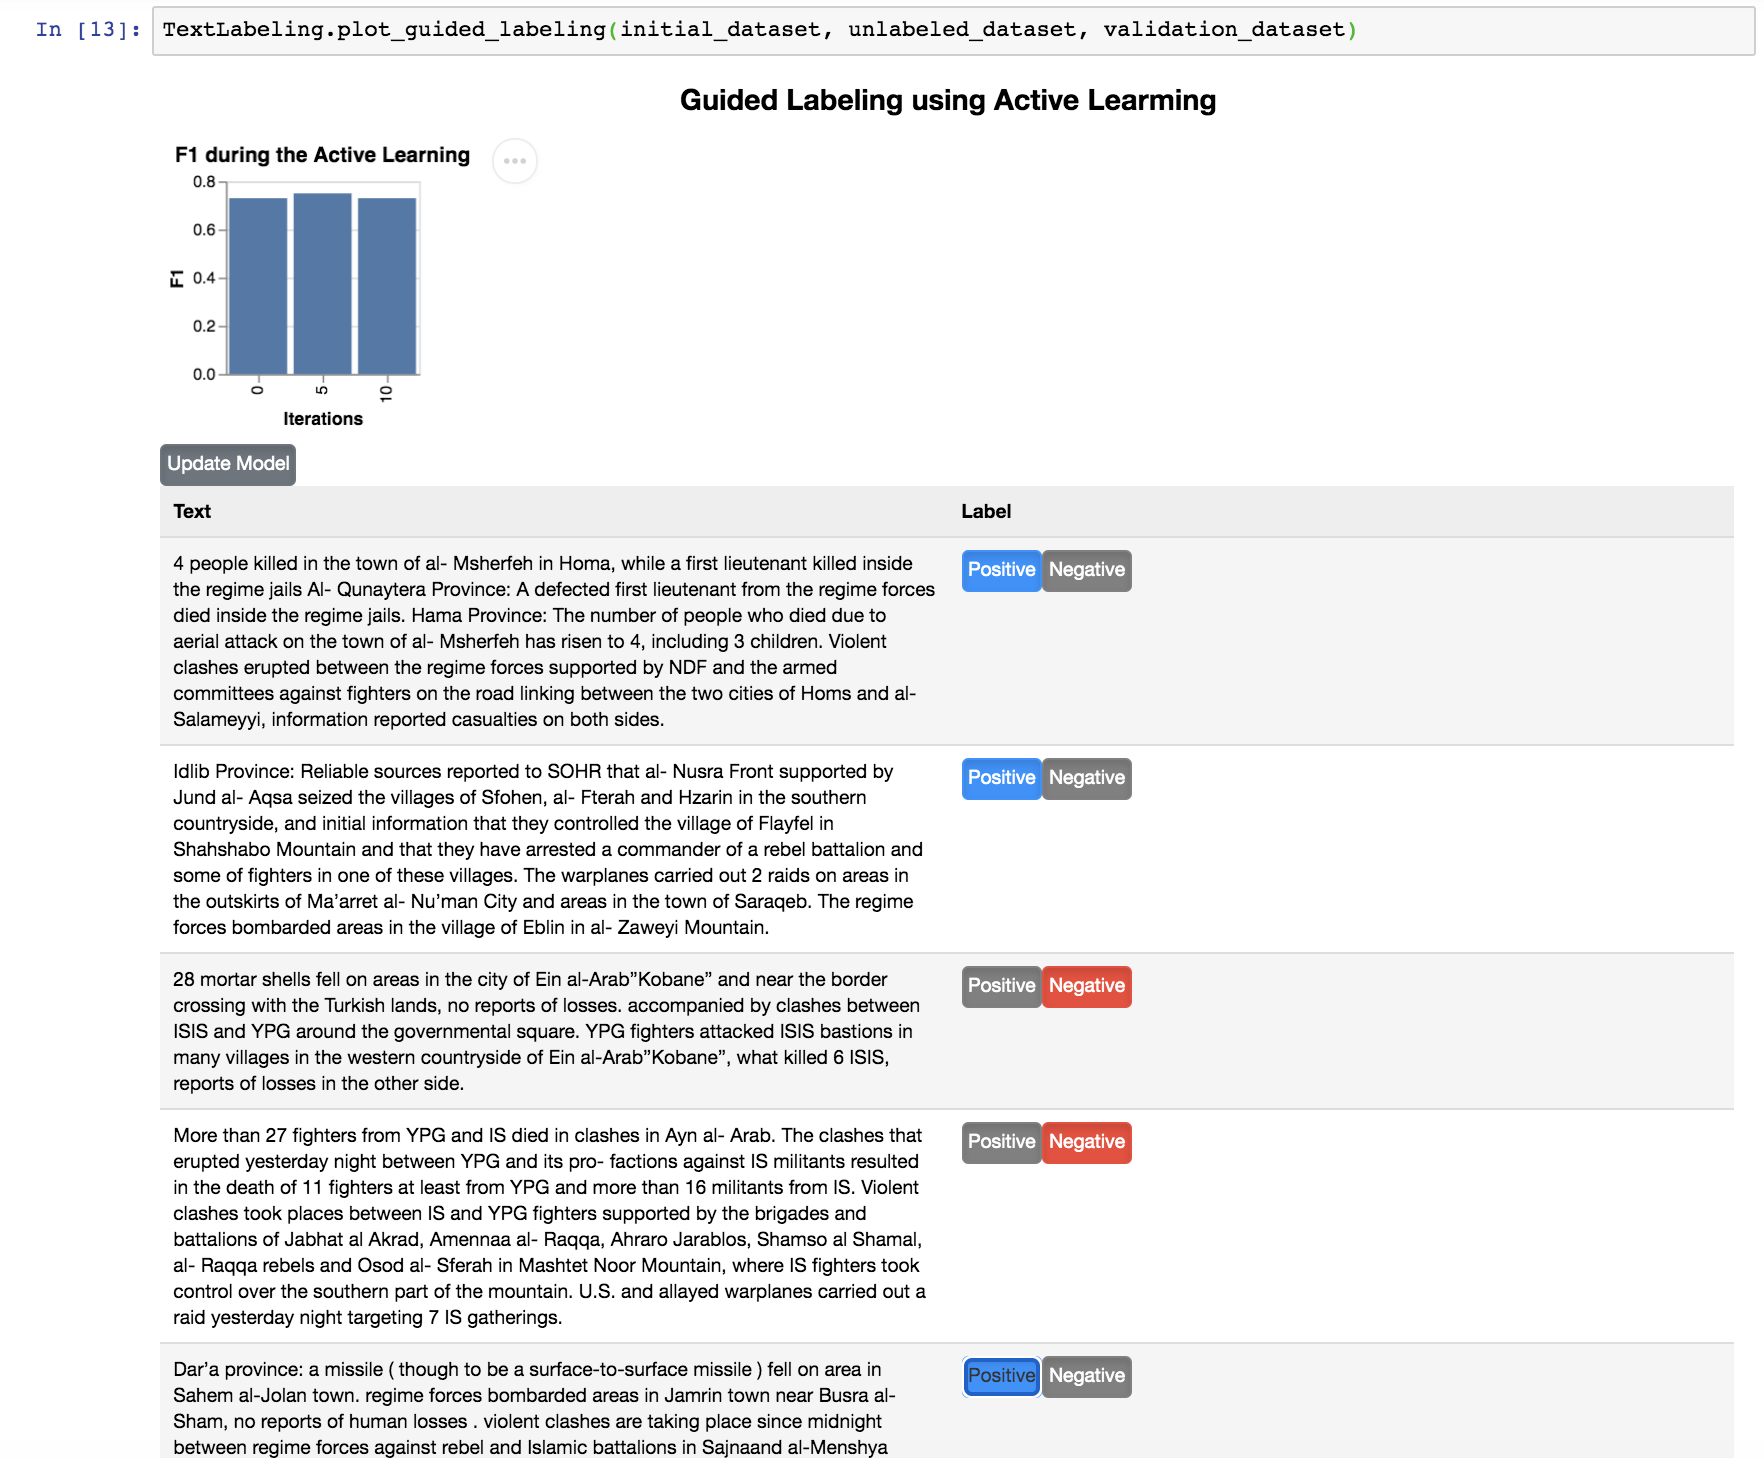 In [13]: TextLabeling.plot_guided_labeling(initial_dataset, unlabeled_dataset, validation_dataset)
Guided Labeling using Active Learming
F1 during the Active Learning
0.8
0.6
0.4
0.2
0.0
F1
0 5 10
Iterations
Update Model
Text Label
4 people killed in the town of al- Msherfeh in Homa, while a first lieutenant killed inside
the regime jails Al- Qunaytera Province: A defected first lieutenant from the regime forces
died inside the regime jails. Hama Province: The number of people who died due to
aerial attack on the town of al- Msherfeh has risen to 4, including 3 children. Violent
clashes erupted between the regime forces supported by NDF and the armed
committees against fighters on the road linking between the two cities of Homs and al-
Salameyyi, information reported casualties on both sides.
Positive Negative
Idlib Province: Reliable sources reported to SOHR that al- Nusra Front supported by
Jund al- Aqsa seized the villages of Sfohen, al- Fterah and Hzarin in the southern
countryside, and initial information that they controlled the village of Flayfel in
Shahshabo Mountain and that they have arrested a commander of a rebel battalion and
some of fighters in one of these villages. The warplanes carried out 2 raids on areas in
the outskirts of Ma’arret al- Nu’man City and areas in the town of Saraqeb. The regime
forces bombarded areas in the village of Eblin in al- Zaweyi Mountain.
Positive Negative
28 mortar shells fell on areas in the city of Ein al-Arab”Kobane” and near the border
crossing with the Turkish lands, no reports of losses. accompanied by clashes between
ISIS and YPG around the governmental square. YPG fighters attacked ISIS bastions in
many villages in the western countryside of Ein al-Arab”Kobane”, what killed 6 ISIS,
reports of losses in the other side.
Positive Negative
More than 27 fighters from YPG and IS died in clashes in Ayn al- Arab. The clashes that
erupted yesterday night between YPG and its pro- factions against IS militants resulted
in the death of 11 fighters at least from YPG and more than 16 militants from IS. Violent
clashes took places between IS and YPG fighters supported by the brigades and
battalions of Jabhat al Akrad, Amennaa al- Raqqa, Ahraro Jarablos, Shamso al Shamal,
al- Raqqa rebels and Osod al- Sferah in Mashtet Noor Mountain, where IS fighters took
control over the southern part of the mountain. U.S. and allayed warplanes carried out a
raid yesterday night targeting 7 IS gatherings.
Positive Negative
Dar’a province: a missile ( though to be a surface-to-surface missile ) fell on area in
Sahem al-Jolan town. regime forces bombarded areas in Jamrin town near Busra al-
Sham, no reports of human losses . violent clashes are taking place since midnight
between regime forces against rebel and Islamic battalions in Sajnaand al-Menshya
Positive Negative